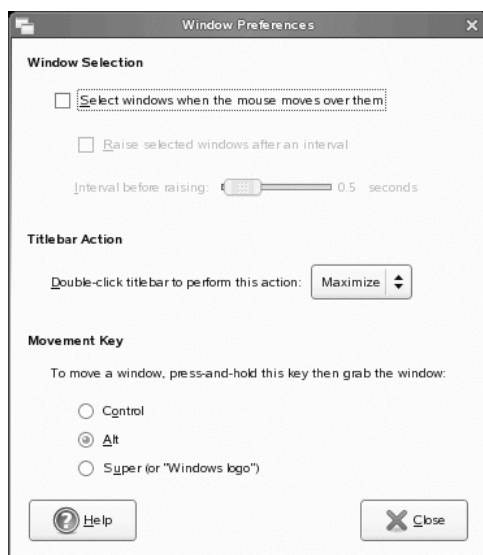 Window Preferences
Window Selection
Select windows when the mouse moves over them
Raise selected windows after an interval
Interval before raising: 0.5 seconds
Titlebar Action
Double-click titlebar to perform this action: Maximize
Movement Key
To move a window, press-and-hold this key then grab the window:
Control
Alt
Super (or "Windows logo")
Help Close